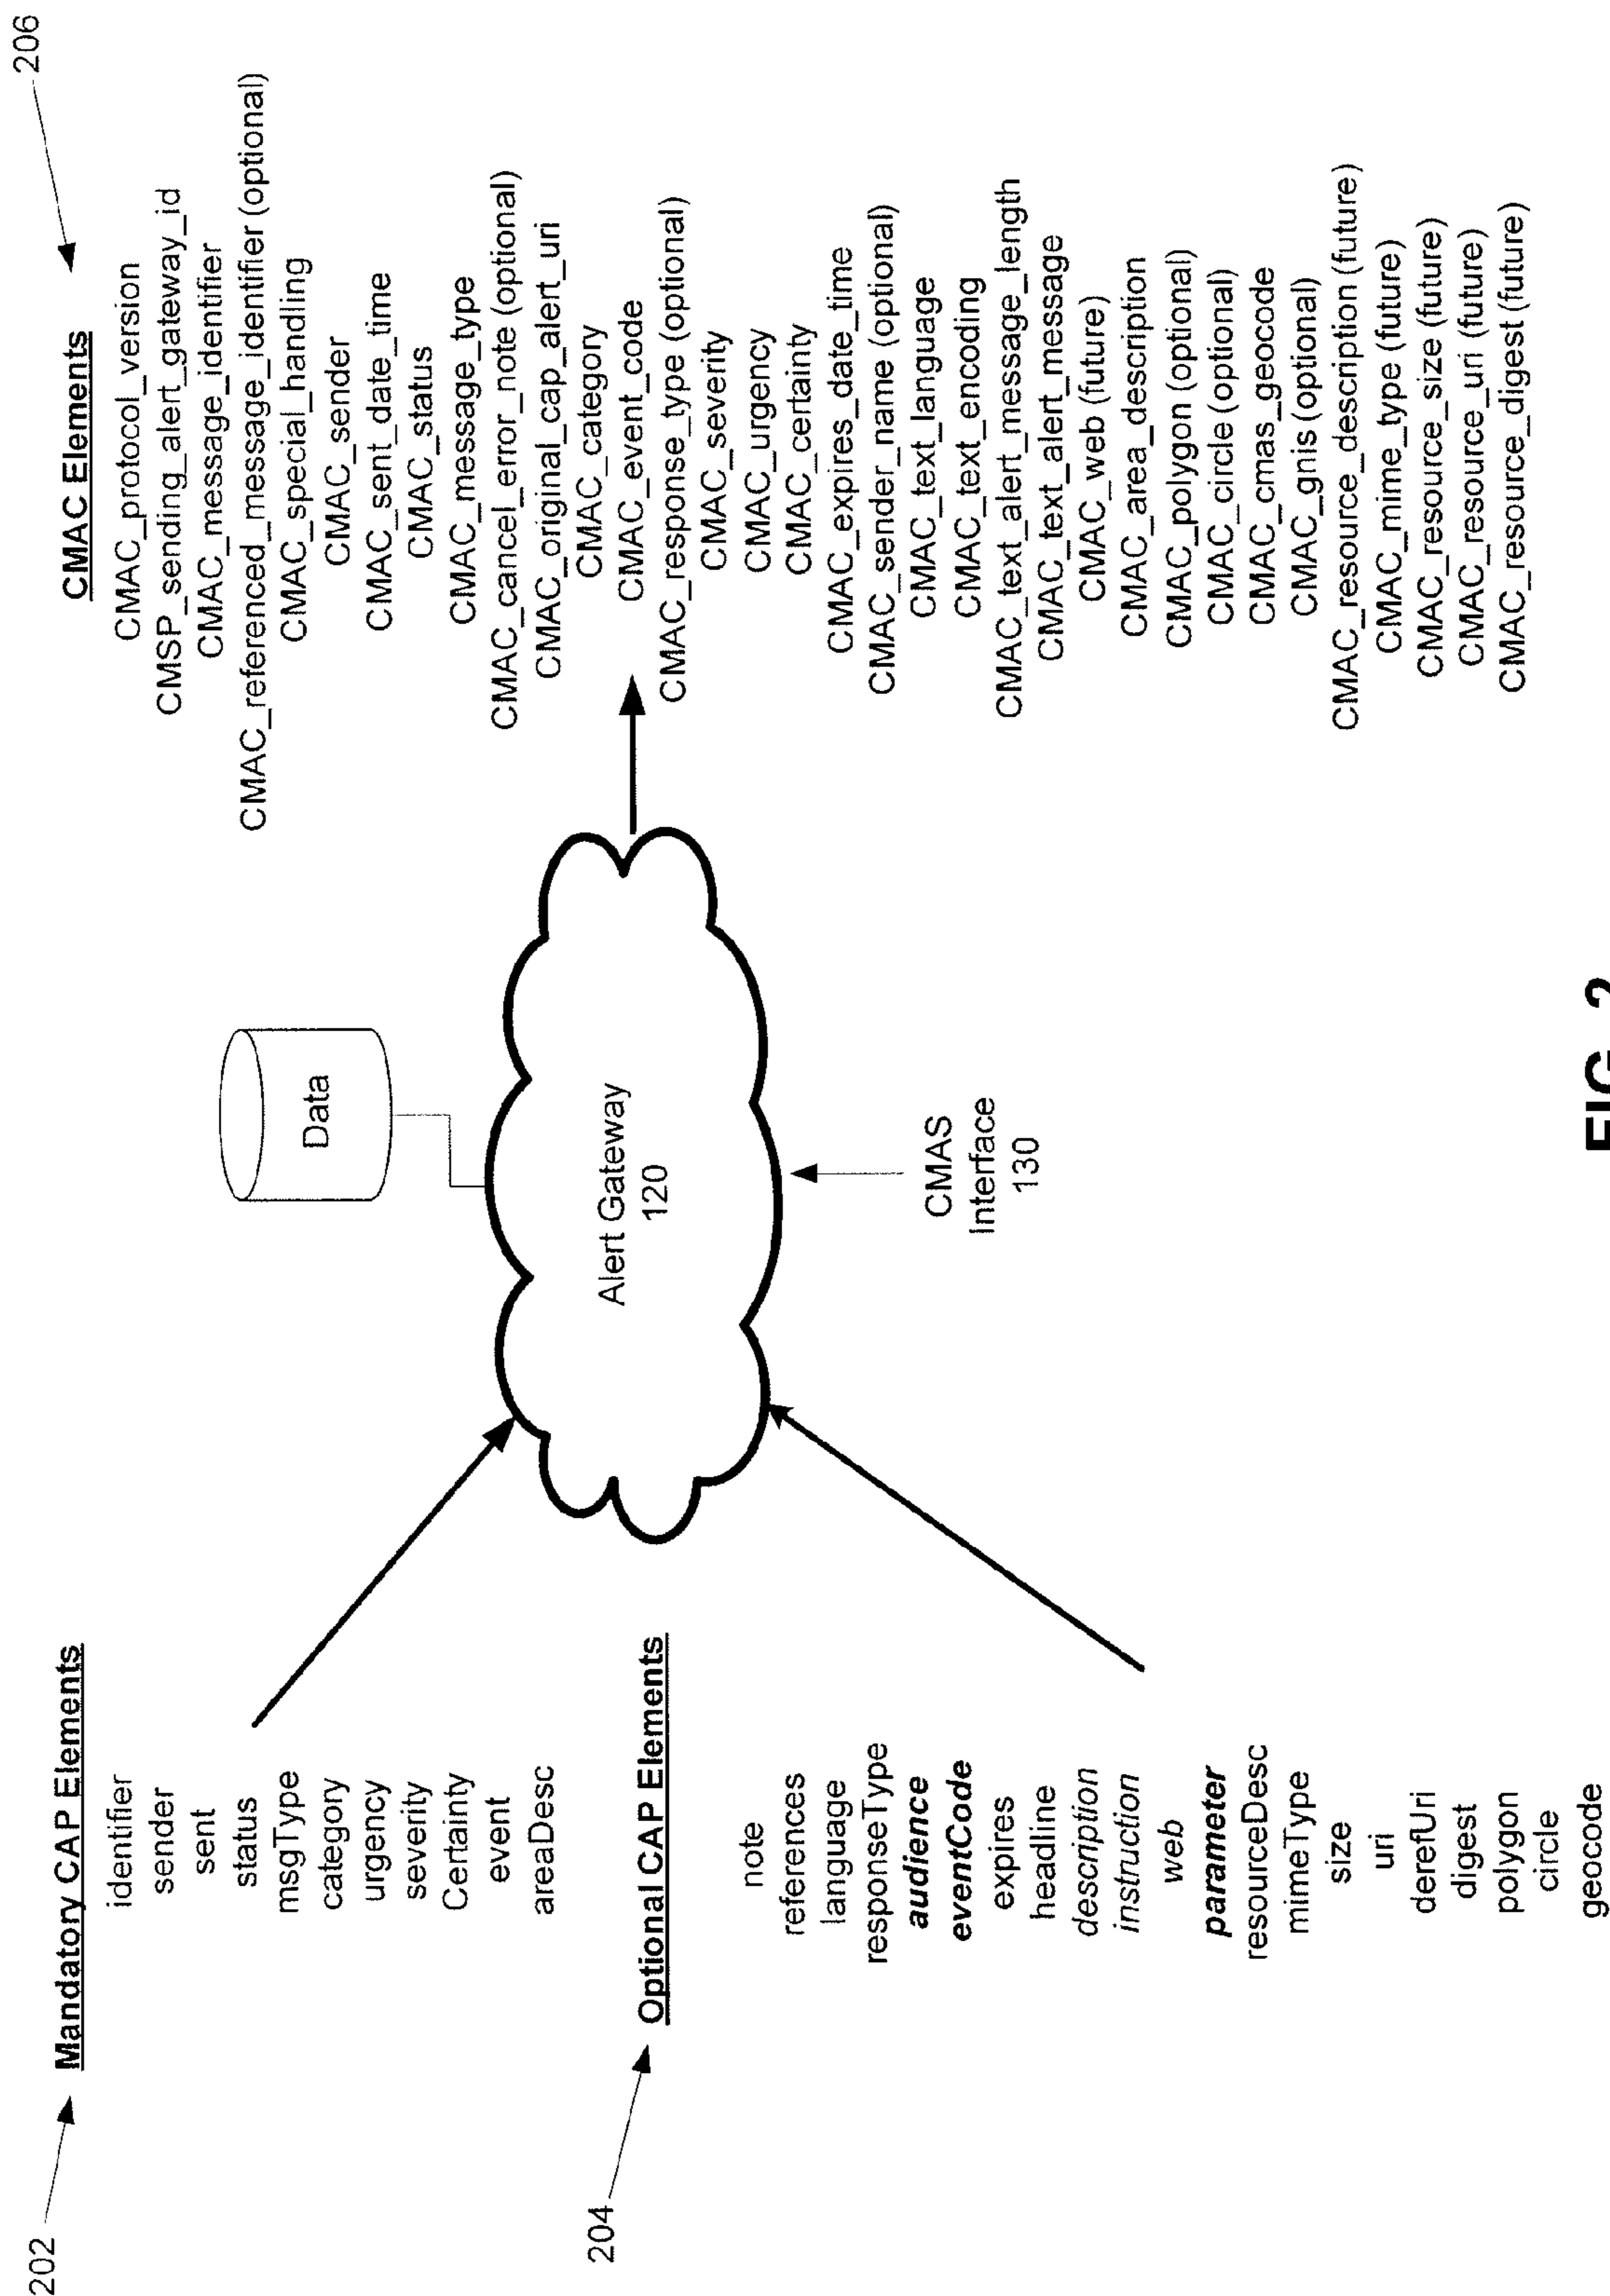 202
Mandatory CAP Elements
identifier
sender
sent
status
msgType
category
urgency
severity
Certainty
event
areaDesc
204
Optional CAP Elements
note
references
language
responseType
audience
eventCode
expires
headline
description
instruction
web
parameter
resourceDesc
mimeType
size
uri
derefUri
digest
polygon
circle
geocode
Data
Alert Gateway
120
CMAS
Interface
130
206
CMAC Elements
CMAC_protocol_version
CMSP_sending_alert_gateway_id
CMAC_message_identifier
CMAC_referenced_message_identifier (optional)
CMAC_special_handling
CMAC_sender
CMAC_sent_date_time
CMAC_status
CMAC_message_type
CMAC_cancel_error_note (optional)
CMAC_original_cap_alert_uri
CMAC_category
CMAC_event_code
CMAC_response_type (optional)
CMAC_severity
CMAC_urgency
CMAC_certainty
CMAC_expires_date_time
CMAC_sender_name (optional)
CMAC_text_language
CMAC_text_encoding
CMAC_text_alert_message_length
CMAC_text_alert_message
CMAC_web (future)
CMAC_area_description
CMAC_polygon (optional)
CMAC_circle (optional)
CMAC_cmas_geocode
CMAC_gnis (optional)
CMAC_resource_description (future)
CMAC_mime_type (future)
CMAC_resource_size (future)
CMAC_resource_uri (future)
CMAC_resource_digest (future)
FIG. 2